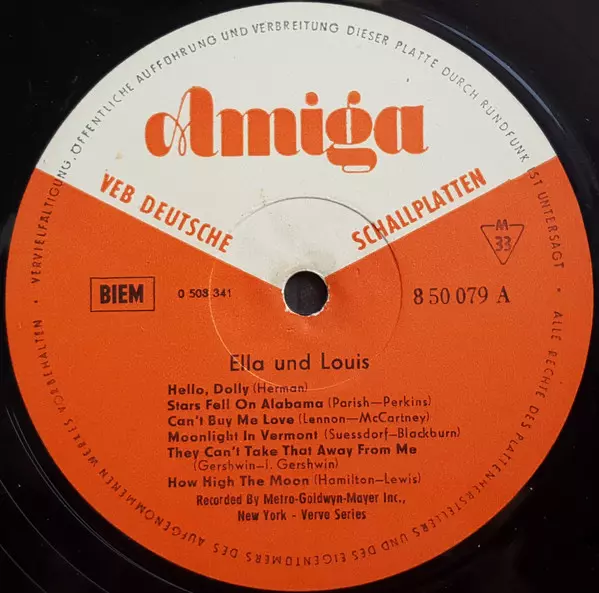 ALLE RECHTE DES PLATTENHERSTELLERS UND DES EIGENTÜMERS DES AUFGENOMMENEN WERKES VORBEHALTEN · VERVIELFÄLTIGUNG, ÖFFENTLICHE AUFFÜHRUNG UND VERBREITUNG DIESER PLATTE DURCH RUNDFUNK IST UNTERSAGT ·
Amiga
VEB DEUTSCHE SCHALLPLATTEN
M 33
BIEM 0 508 341 8 50 079 A
Ella und Louis
Hello, Dolly (Herman)
Stars Fell On Alabama (Parish—Perkins)
Can't Buy Me Love (Lennon—McCartney)
Moonlight In Vermont (Suessdorf—Blackburn)
They Can't Take That Away From Me
(Gershwin—I. Gershwin)
How High The Moon (Hamilton—Lewis)
Recorded By Metro-Goldwyn-Mayer Inc.,
New York - Verve Series